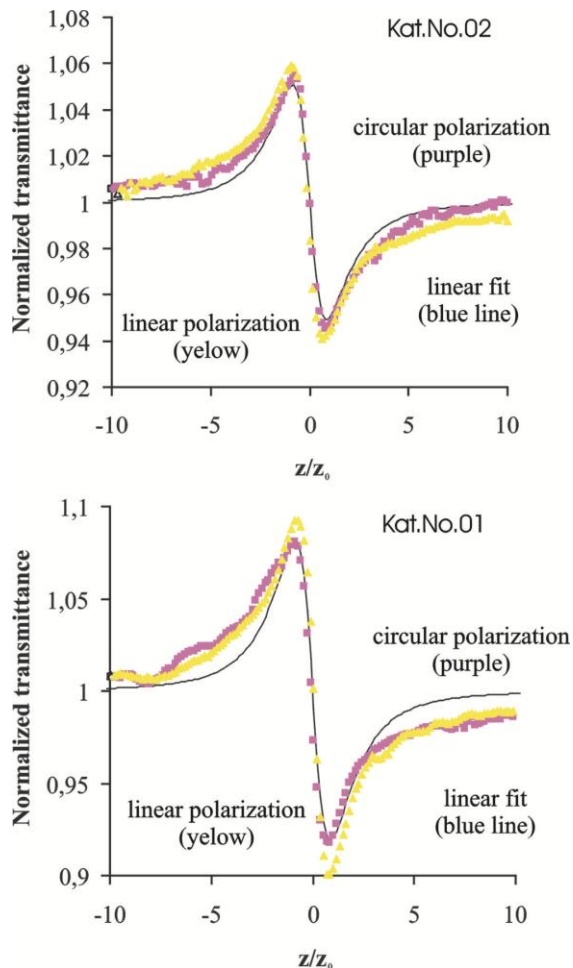 Kat.No.02
Normalized transmittance
1,08
1,06
1,04
1,02
1
0,98
0,96
0,94
0,92
circular polarization
(purple)
linear polarization
(yelow)
linear fit
(blue line)
-10 -5 0 5 10
z/z₀
Kat.No.01
Normalized transmittance
1,1
1,05
1
0,95
0,9
circular polarization
(purple)
linear polarization
(yellow)
linear fit
(blue line)
-10 -5 0 5 10
z/z₀